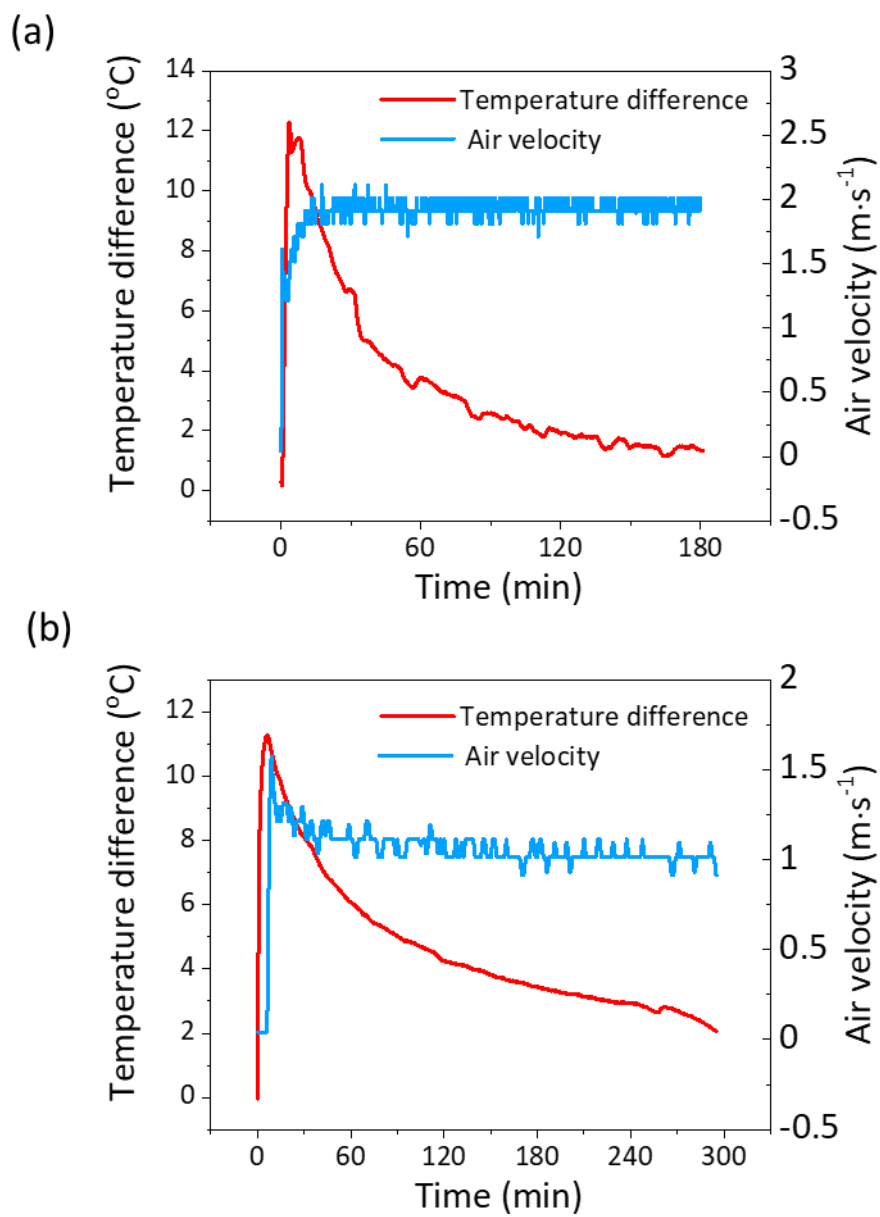 (a)
Temperature difference (°C)
14
12
10
8
6
4
2
0
Temperature difference
Air velocity
3
2.5
2
1.5
1
0.5
0
-0.5
Air velocity (m·s⁻¹)
0 60 120 180
Time (min)
(b)
Temperature difference (°C)
12
10
8
6
4
2
0
Temperature difference
Air velocity
2
1.5
1
0.5
0
-0.5
Air velocity (m·s⁻¹)
0 60 120 180 240 300
Time (min)